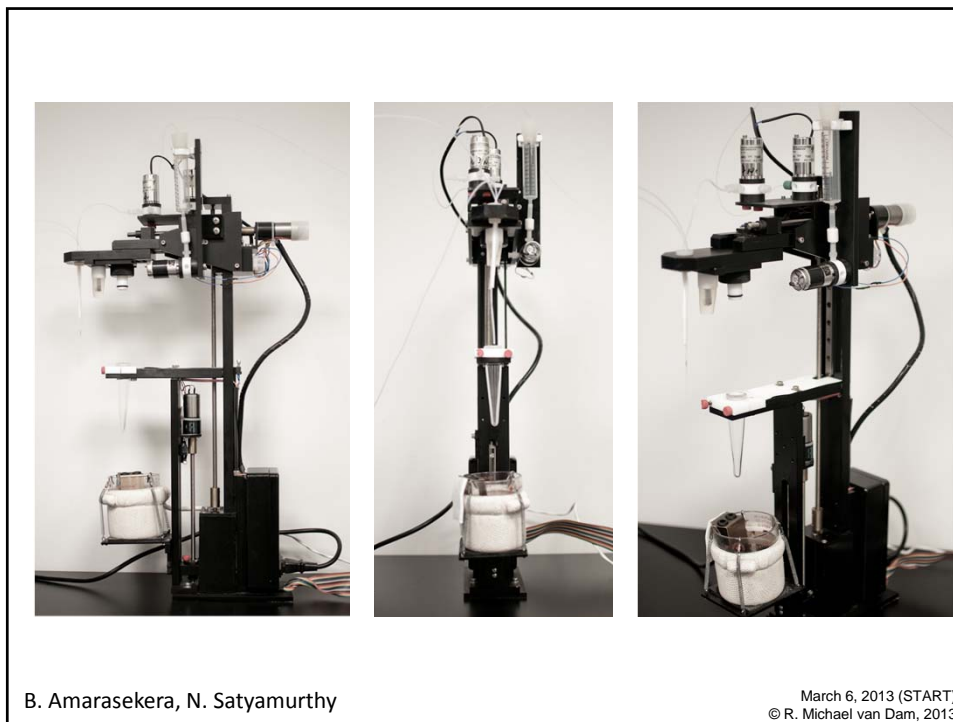 B. Amarasekera, N. Satyamurthy
March 6, 2013 (START)
© R. Michael van Dam, 2013